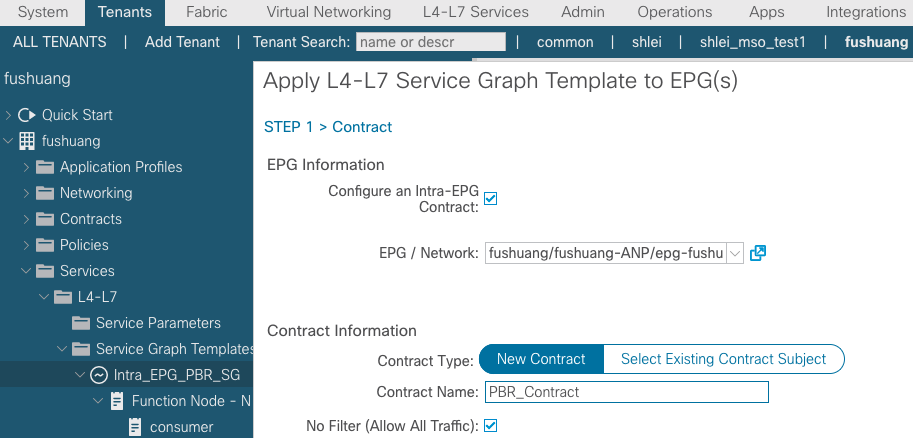 System Tenants Fabric Virtual Networking L4-L7 Services Admin Operations Apps Integrations
ALL TENANTS | Add Tenant | Tenant Search: name or descr | common | shlei | shlei_mso_test1 | fushuang
fushuang
Quick Start
fushuang
Application Profiles
Networking
Contracts
Policies
Services
L4-L7
Service Parameters
Service Graph Templates
Intra_EPG_PBR_SG
Function Node - N
consumer
Apply L4-L7 Service Graph Template to EPG(s)
STEP 1 > Contract
EPG Information
Configure an Intra-EPG
Contract:
EPG / Network: fushuang/fushuang-ANP/epg-fushu
Contract Information
Contract Type: New Contract Select Existing Contract Subject
Contract Name: PBR_Contract
No Filter (Allow All Traffic):